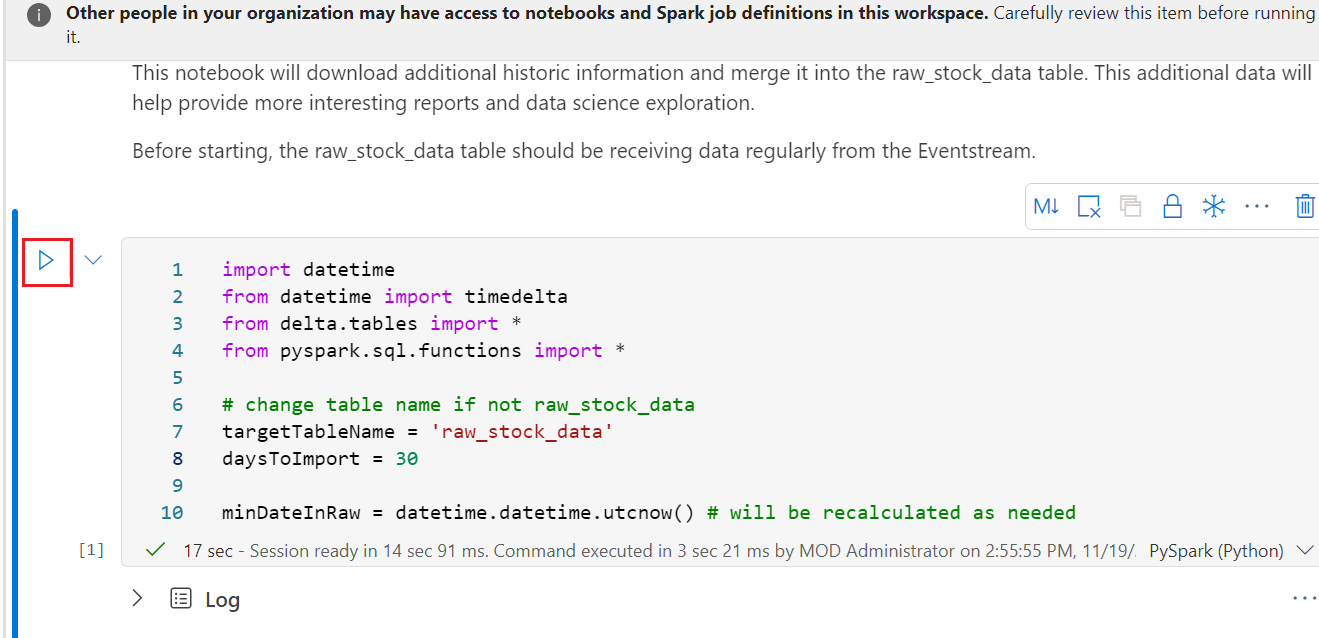 Other people in your organization may have access to notebooks and Spark job definitions in this workspace. Carefully review this item before running
it.
This notebook will download additional historic information and merge it into the raw_stock_data table. This additional data will
help provide more interesting reports and data science exploration.
Before starting, the raw_stock_data table should be receiving data regularly from the Eventstream.
M↓
1 import datetime
2 from datetime import timedelta
3 from delta.tables import *
4 from pyspark.sql.functions import *
5
6 # change table name if not raw_stock_data
7 targetTableName = 'raw_stock_data'
8 daysToImport = 30
9
10 minDateInRaw = datetime.datetime.utcnow() # will be recalculated as needed
[1] 17 sec - Session ready in 14 sec 91 ms. Command executed in 3 sec 21 ms by MOD Administrator on 2:55:55 PM, 11/19/ PySpark (Python)
Log